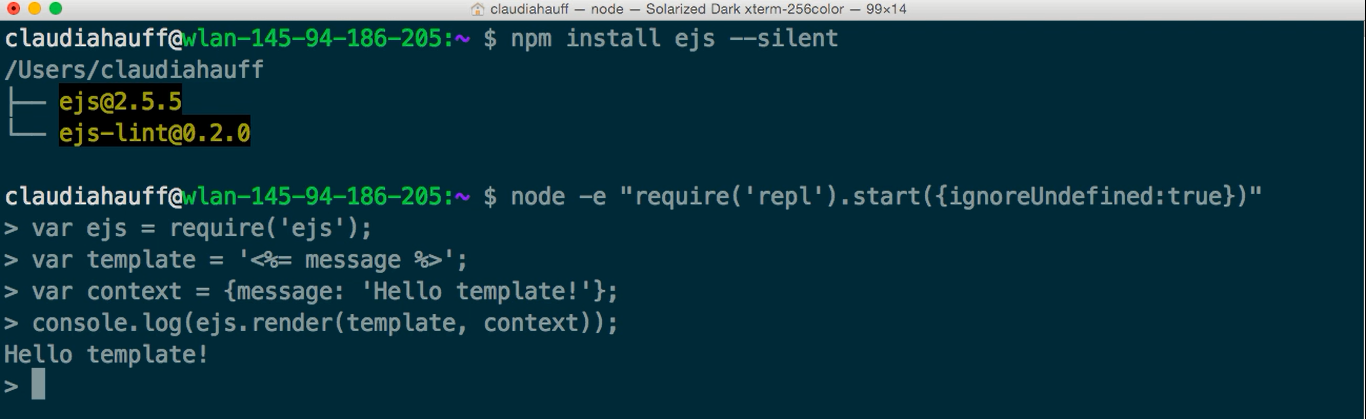 claudiahauff — node — Solarized Dark xterm-256color — 99×14
claudiahauff@wlan-145-94-186-205:~ $ npm install ejs --silent
/Users/claudiahauff
├── ejs@2.5.5
└── ejs-lint@0.2.0
claudiahauff@wlan-145-94-186-205:~ $ node -e "require('repl').start({ignoreUndefined:true})"
> var ejs = require('ejs');
> var template = '<%= message %>';
> var context = {message: 'Hello template!'};
> console.log(ejs.render(template, context));
Hello template!
>